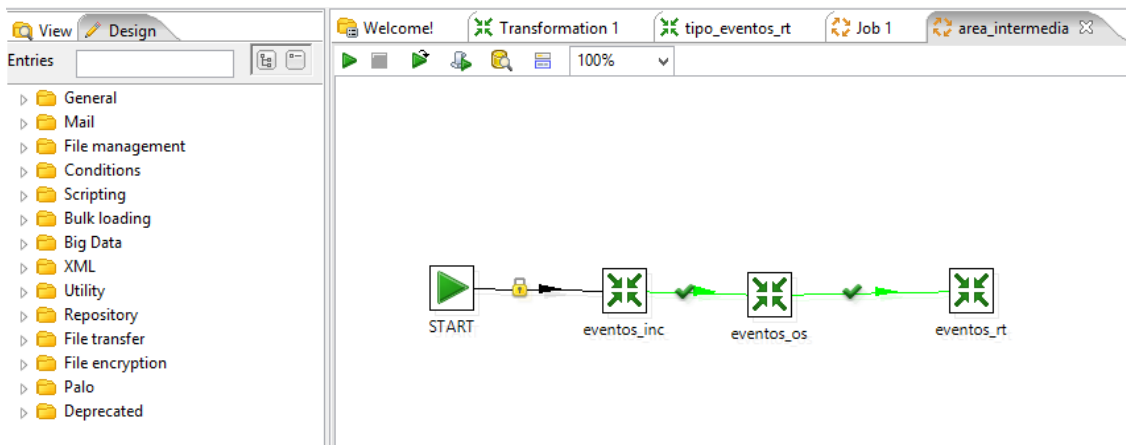 View Design
Entries
General
Mail
File management
Conditions
Scripting
Bulk loading
Big Data
XML
Utility
Repository
File transfer
File encryption
Palo
Deprecated
Welcome! Transformation 1 tipo_eventos_rt Job 1 area_intermedia
100%
START eventos_inc eventos_os eventos_rt